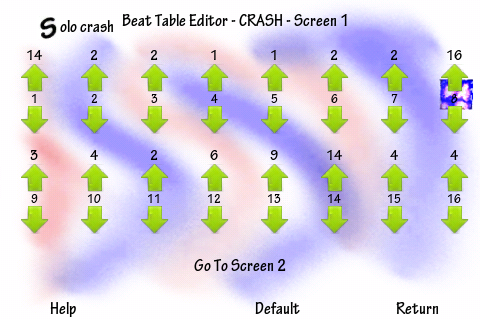 Solo crash Beat Table Editor - CRASH - Screen 1
14 2 2 1 1 2 2 16
1 2 3 4 5 6 7 8
3 4 2 6 9 14 4 4
9 10 11 12 13 14 15 16
Go To Screen 2
Help Default Return